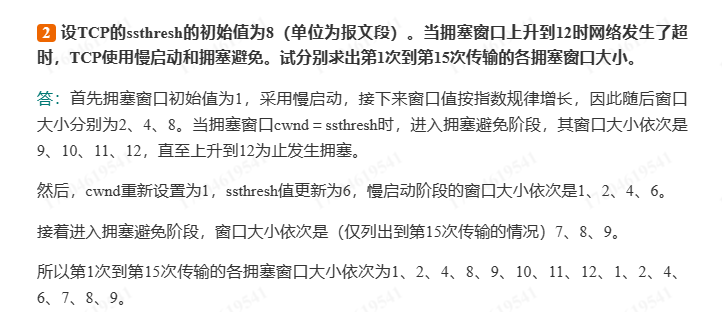 2 设TCP的ssthresh的初始值为8（单位为报文段）。当拥塞窗口上升到12时网络发生了超
时，TCP使用慢启动和拥塞避免。试分别求出第1次到第15次传输的各拥塞窗口大小。
答：首先拥塞窗口初始值为1，采用慢启动，接下来窗口值按指数规律增长，因此随后窗口
大小分别为2、4、8。当拥塞窗口cwnd = ssthresh时，进入拥塞避免阶段，其窗口大小依次是
9、10、11、12，直至上升到12为止发生拥塞。
然后，cwnd重新设置为1，ssthresh值更新为6，慢启动阶段的窗口大小依次是1、2、4、6。
接着进入拥塞避免阶段，窗口大小依次是（仅列出到第15次传输的情况）7、8、9。
所以第1次到第15次传输的各拥塞窗口大小依次为1、2、4、8、9、10、11、12、1、2、4、
6、7、8、9。